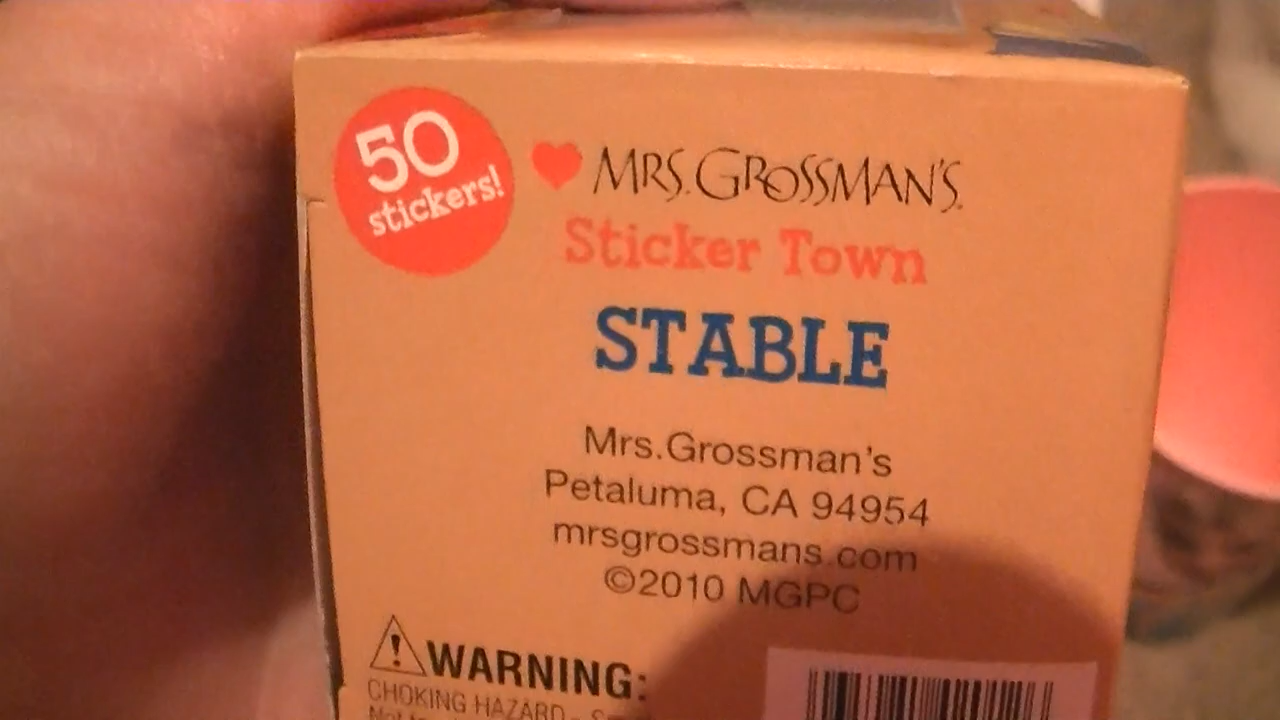 50
stickers!
MRS. GROSSMAN'S.
Sticker Town
STABLE
Mrs.Grossman's
Petaluma, CA 94954
mrsgrossmans.com
©2010 MGPC
WARNING:
CHOKING HAZARD -
Not